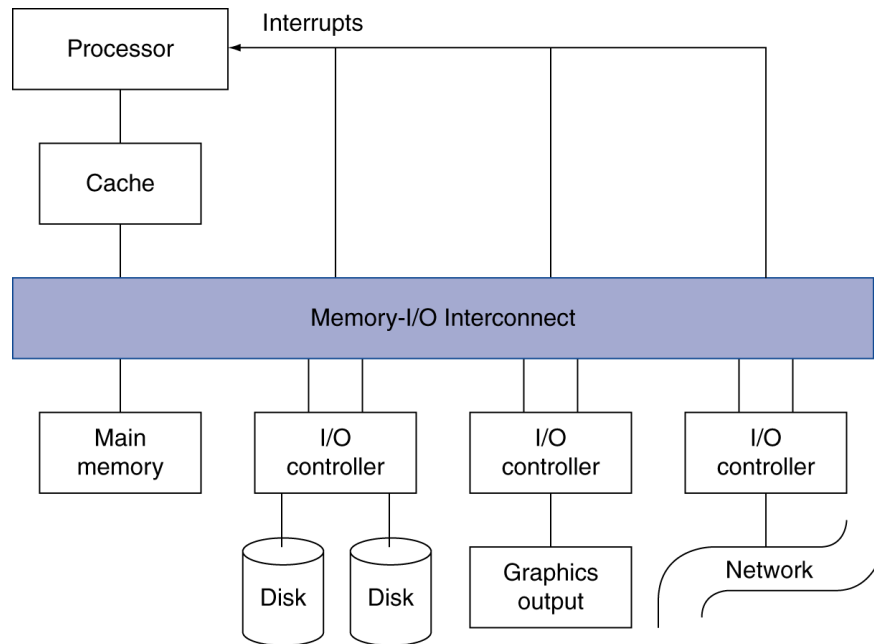 Interrupts
Processor
Cache
Memory-I/O Interconnect
Main
memory
I/O
controller
I/O
controller
I/O
controller
Disk
Disk
Graphics
output
Network